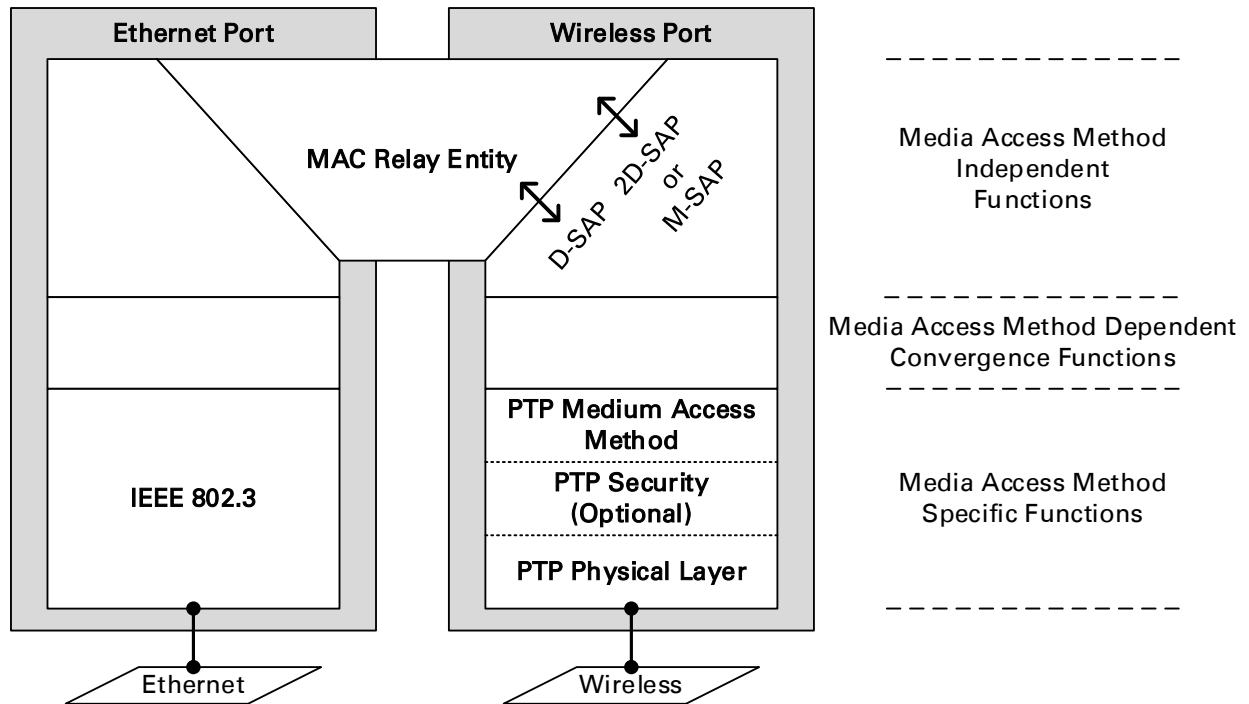 Ethernet Port
Wireless Port
MAC Relay Entity
D-SAP
2D-SAP
or
M-SAP
Media Access Method
Independent
Functions
Media Access Method Dependent
Convergence Functions
IEEE 802.3
PTP Medium Access
Method
PTP Security
(Optional)
PTP Physical Layer
Media Access Method
Specific Functions
Ethernet
Wireless